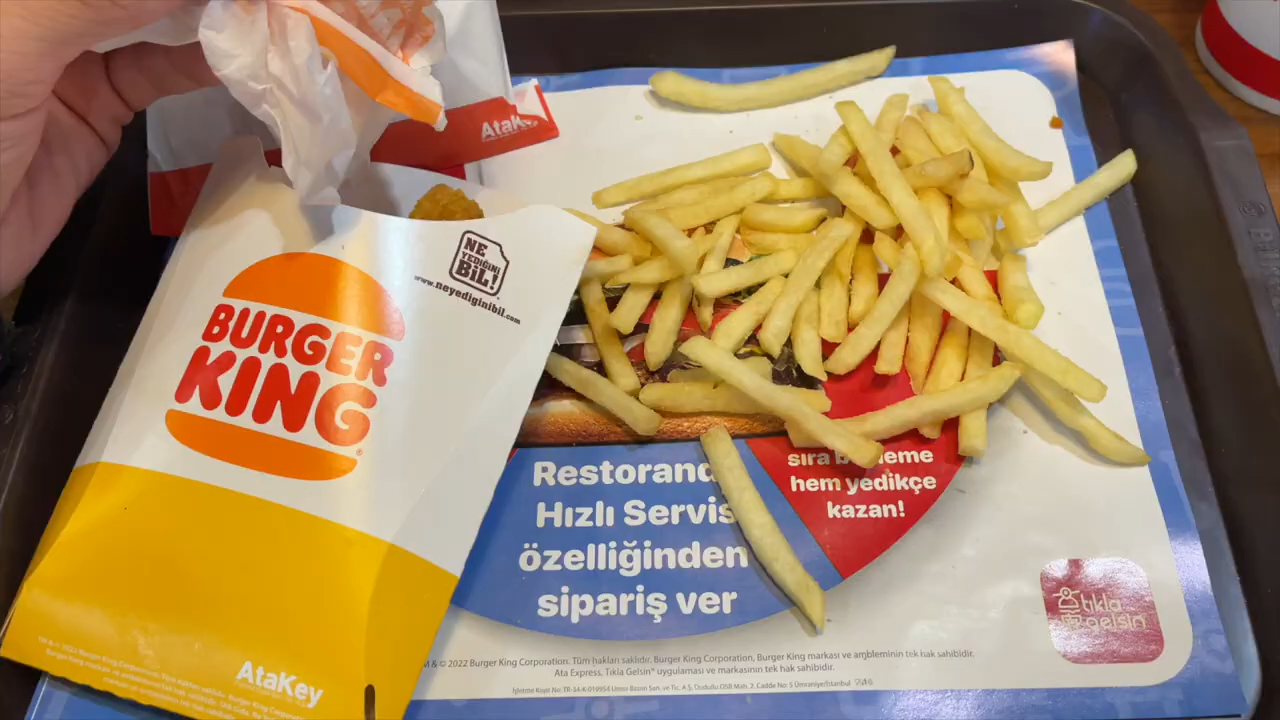 AtaK
NE
YEDİĞİNİ
BİL!
www.neyediginibil.com
BURGER
KING
®
AtaKey
Restorand
Hızlı Servis
özelliğinden
sipariş ver
sıra b
leme
hem yedikçe
kazan!
tıkla
gelsin
M & © 2022 Burger King Corporation. Tüm hakları saklıdır. Burger King Corporation, Burger King markası ve ambleminin tek hak sahibidir.
Ata Express, Tıkla Gelsin® uygulaması ve markasının tek hak sahibidir.